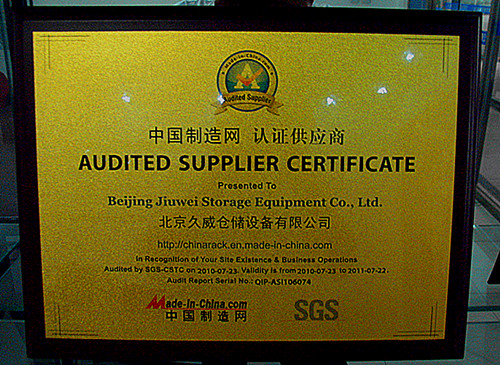 Made-in-China.com
Audited Supplier
中国制造网 认证供应商
AUDITED SUPPLIER CERTIFICATE
Presented To
Beijing Jiuwei Storage Equipment Co., Ltd.
北京久威仓储设备有限公司
http://chinarack.en.made-in-china.com
In Recognition of Your Site Existence & Business Operations
Audited by SGS-CSTC on 2010-07-23. Validity is from 2010-07-23 to 2011-07-22.
Audit Report Serial No.: QIP-ASI106074
Made-in-China.com
中国制造网
SGS